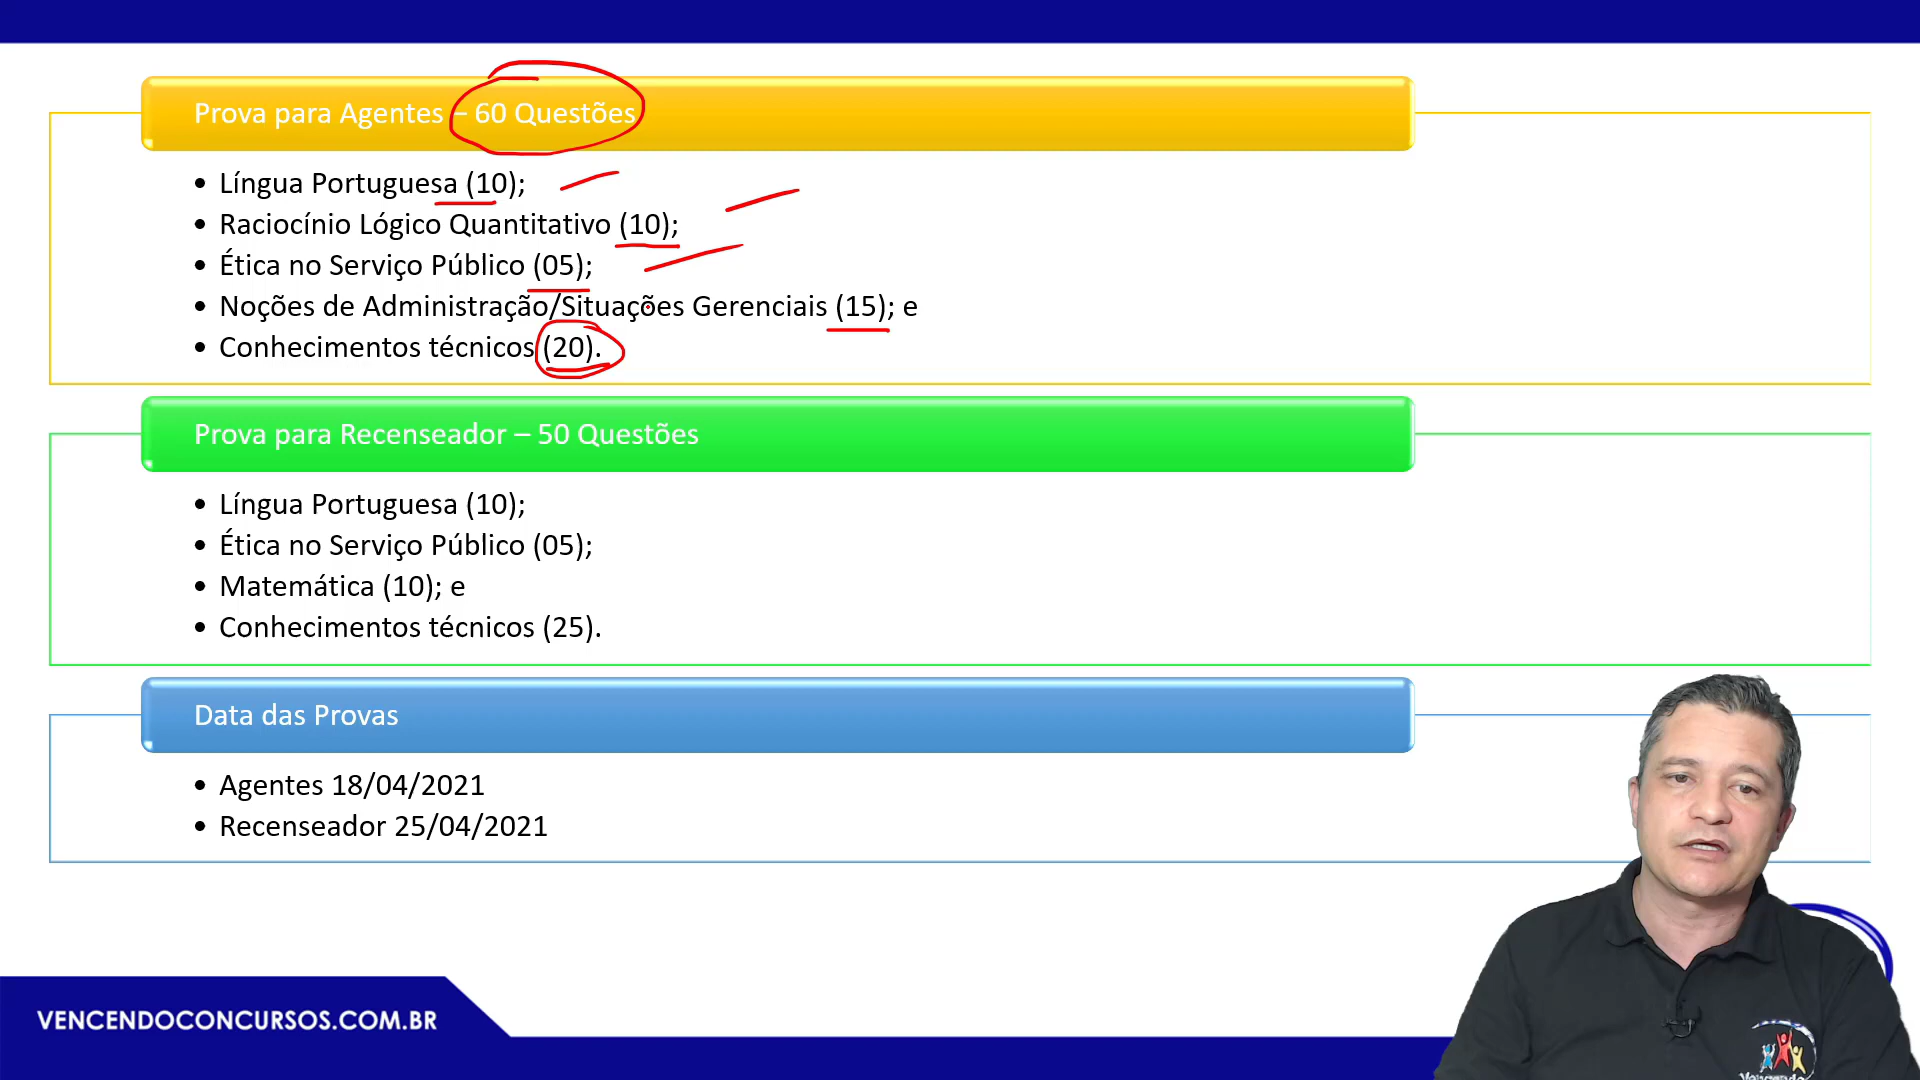 Prova para Agentes – 60 Questões
• Língua Portuguesa (10);
• Raciocínio Lógico Quantitativo (10);
• Ética no Serviço Público (05);
• Noções de Administração/Situações Gerenciais (15); e
• Conhecimentos técnicos (20).
Prova para Recenseador – 50 Questões
• Língua Portuguesa (10);
• Ética no Serviço Público (05);
• Matemática (10); e
• Conhecimentos técnicos (25).
Data das Provas
• Agentes 18/04/2021
• Recenseador 25/04/2021
VENCENDOCONCURSOS.COM.BR